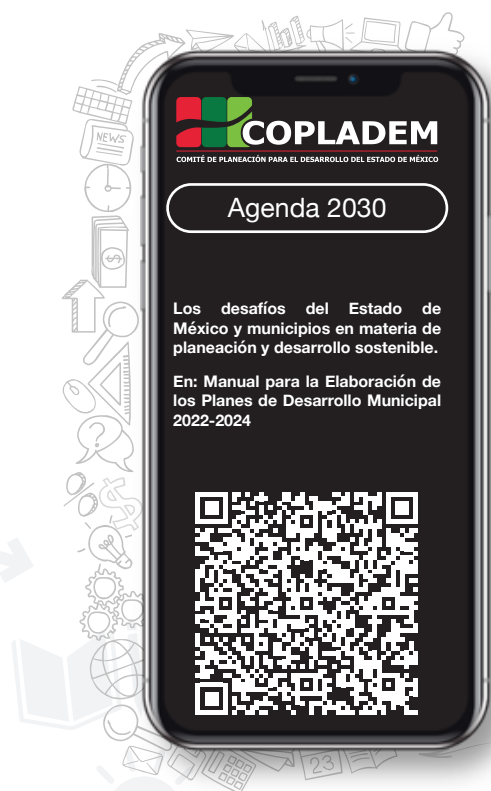 NEWS
COPLADEM
COMITÉ DE PLANEACIÓN PARA EL DESARROLLO DEL ESTADO DE MÉXICO
Agenda 2030
Los desafíos del Estado de
México y municipios en materia de
planeación y desarrollo sostenible.
En: Manual para la Elaboración de
los Planes de Desarrollo Municipal
2022-2024
23